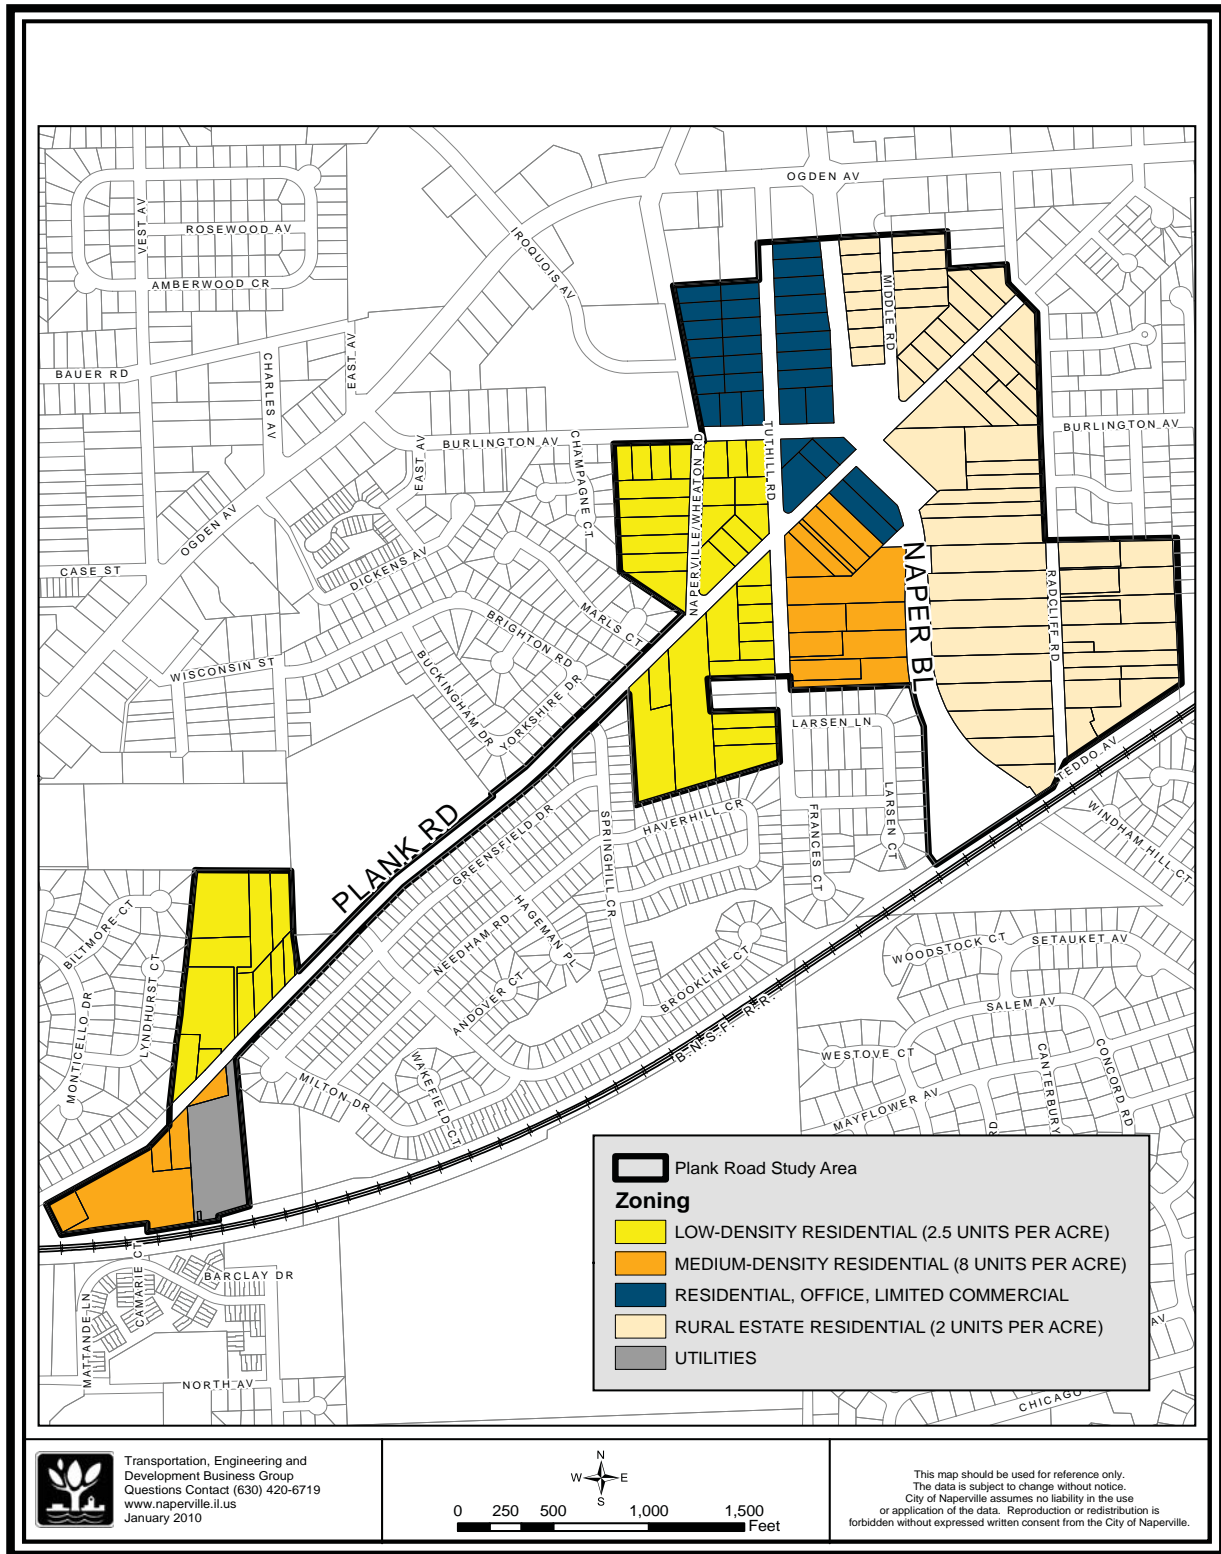 OGDEN AV
VEST AV
ROSEWOOD AV
IROQUOIS AV
AMBERWOOD CR
MIDDLE RD
EAST AV
CHARLES AV
BAUER RD
BURLINGTON AV
CHAMPAGNE CT
EAST AV
NAPERVILLE/WHEATON RD
TUTHILL RD
BURLINGTON AV
OGDEN AV
DICKENS AV
CASE ST
MARLS CT
BRIGHTON RD
NAPER BL
RADCLIFF RD
WISCONSIN ST
BUCKINGHAM DR
YORKSHIRE DR
LARSEN LN
TEDDO AV
PLANK RD
GREENSFIELD DR
SPRINGHILL CR
HAVERHILL CR
FRANCES CT
LARSEN CT
WINDHAM HILL CT
BILTMORE CT
HAGEMAN PL
NEEDHAM RD
WOODSTOCK CT
SETAUKET AV
LYNDHURST CT
MONTICELLO DR
ANDOVER CT
BROOKLINE CT
SALEM AV
B.N.S.F. R.R.
WESTOVE CT
CANTERBURY
CONCORD RD
MILTON DR
WAKEFIELD CT
MAYFLOWER AV
RD
Plank Road Study Area
Zoning
LOW-DENSITY RESIDENTIAL (2.5 UNITS PER ACRE)
MEDIUM-DENSITY RESIDENTIAL (8 UNITS PER ACRE)
RESIDENTIAL, OFFICE, LIMITED COMMERCIAL
RURAL ESTATE RESIDENTIAL (2 UNITS PER ACRE)
UTILITIES
AV
CHICAGO
CAMARIE CT
BARCLAY DR
MATTANDE LN
NORTH AV
Transportation, Engineering and
Development Business Group
Questions Contact (630) 420-6719
www.naperville.il.us
January 2010
N
W E
S
0 250 500 1,000 1,500
Feet
This map should be used for reference only.
The data is subject to change without notice.
City of Naperville assumes no liability in the use
or application of the data. Reproduction or redistribution is
forbidden without expressed written consent from the City of Naperville.